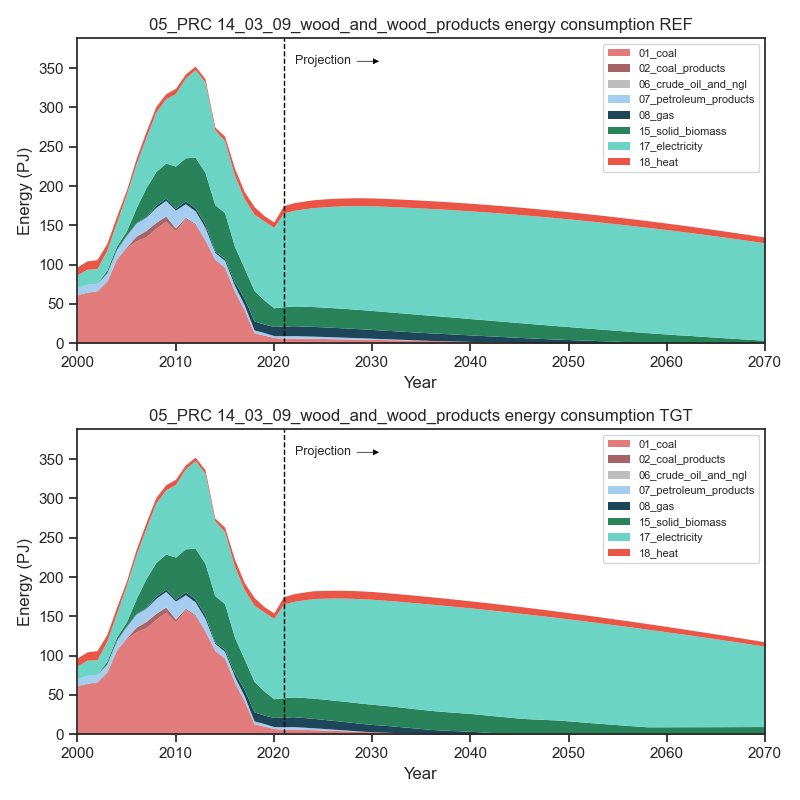 05_PRC 14_03_09_wood_and_wood_products energy consumption REF
Energy (PJ)
350
300
250
200
150
100
50
0
Projection
01_coal
02_coal_products
06_crude_oil_and_ngl
07_petroleum_products
08_gas
15_solid_biomass
17_electricity
18_heat
2000 2010 2020 2030 2040 2050 2060 2070
Year
05_PRC 14_03_09_wood_and_wood_products energy consumption TGT
Energy (PJ)
350
300
250
200
150
100
50
0
Projection
01_coal
02_coal_products
06_crude_oil_and_ngl
07_petroleum_products
08_gas
15_solid_biomass
17_electricity
18_heat
2000 2010 2020 2030 2040 2050 2060 2070
Year